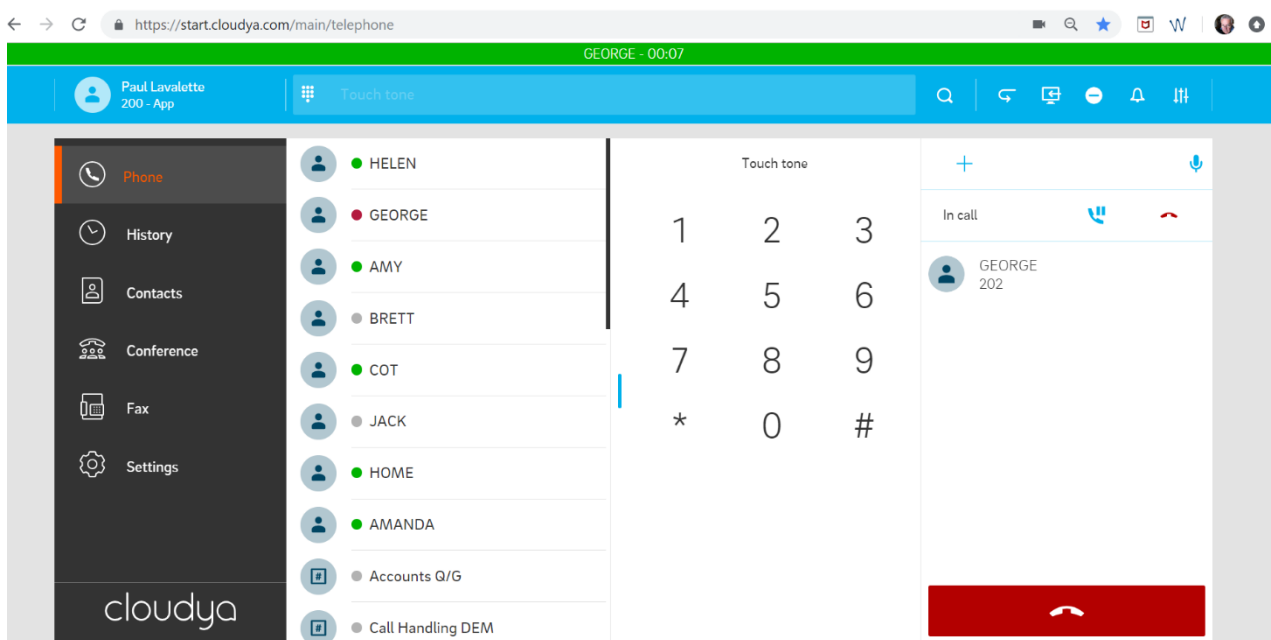 https://start.cloudya.com/main/telephone
GEORGE - 00:07
Paul Lavalette
200 - App
Touch tone
Phone
History
Contacts
Conference
Fax
Settings
cloudya
HELEN
GEORGE
AMY
BRETT
COT
JACK
HOME
AMANDA
# Accounts Q/G
# Call Handling DEM
Touch tone
1 2 3
4 5 6
7 8 9
* 0 #
In call
GEORGE
202